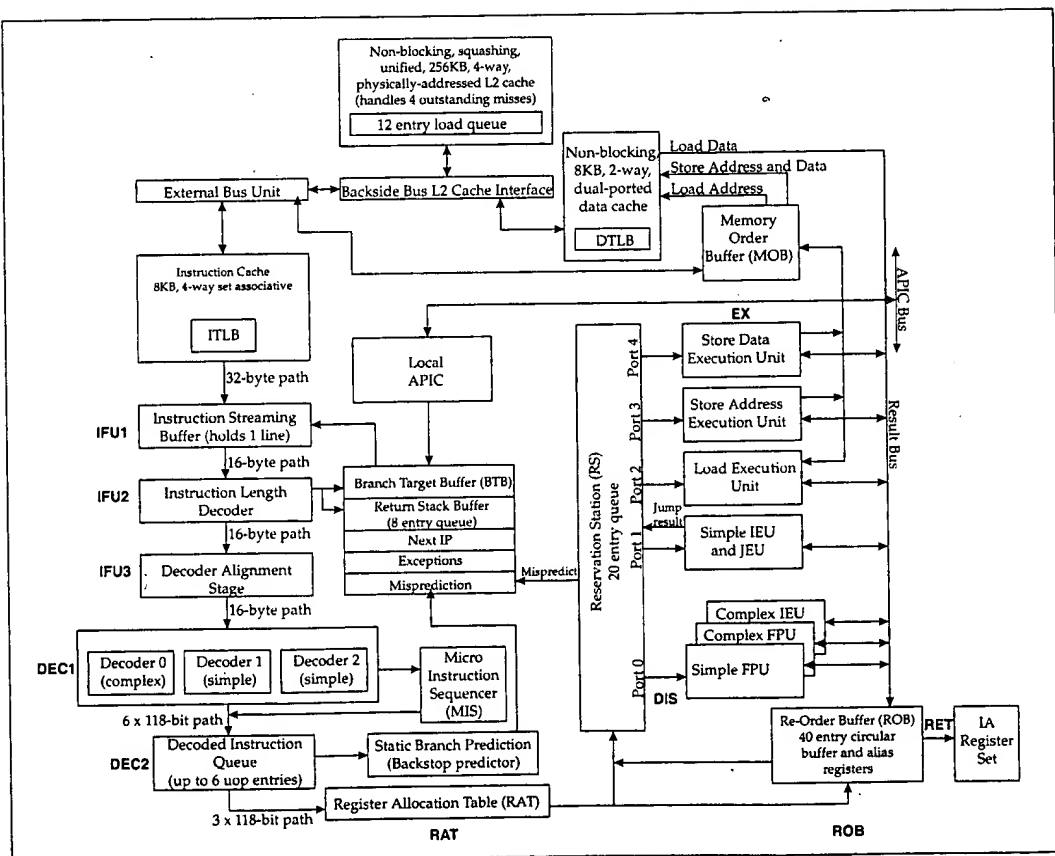 Non-blocking, squashing,
unified, 256KB, 4-way,
physically-addressed L2 cache
(handles 4 outstanding misses)
12 entry load queue
External Bus Unit
Backside Bus L2 Cache Interface
Non-blocking,
8KB, 2-way,
dual-ported
data cache
DTLB
Load Data
Store Address and Data
Load Address
Memory
Order
Buffer (MOB)
Instruction Cache
8KB, 4-way set associative
ITLB
32-byte path
Local
APIC
APIC Bus
EX
IFU1
Instruction Streaming
Buffer (holds 1 line)
16-byte path
IFU2
Instruction Length
Decoder
16-byte path
IFU3
Decoder Alignment
Stage
16-byte path
Branch Target Buffer (BTB)
Return Stack Buffer
(8 entry queue)
Next IP
Exceptions
Misprediction
Mispredict
Reservation Station (RS)
20 entry queue
Port 4
Store Data
Execution Unit
Port 3
Store Address
Execution Unit
Port 2
Load Execution
Unit
Jump
result
Port 1
Simple IEU
and JEU
Result Bus
Complex IEU
Complex FPU
Simple FPU
Port 0
DIS
DEC1
Decoder 0
(complex)
Decoder 1
(simple)
Decoder 2
(simple)
Micro
Instruction
Sequencer
(MIS)
6 x 118-bit path
DEC2
Decoded Instruction
Queue
(up to 6 uop entries)
Static Branch Prediction
(Backstop predictor)
3 x 118-bit path
Register Allocation Table (RAT)
RAT
Re-Order Buffer (ROB)
40 entry circular
buffer and alias
registers
RET
IA
Register
Set
ROB